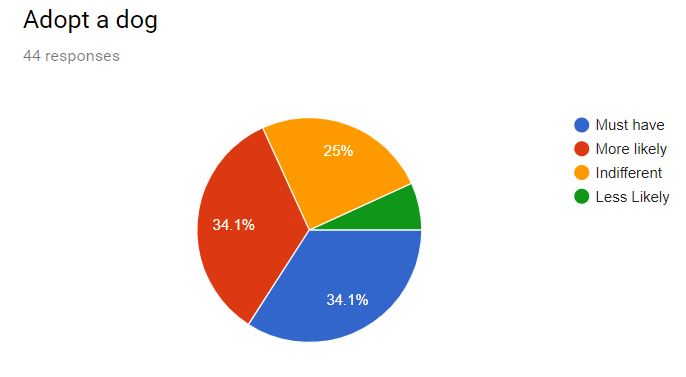 Adopt a dog
44 responses
25%
34.1%
34.1%
Must have
More likely
Indifferent
Less Likely